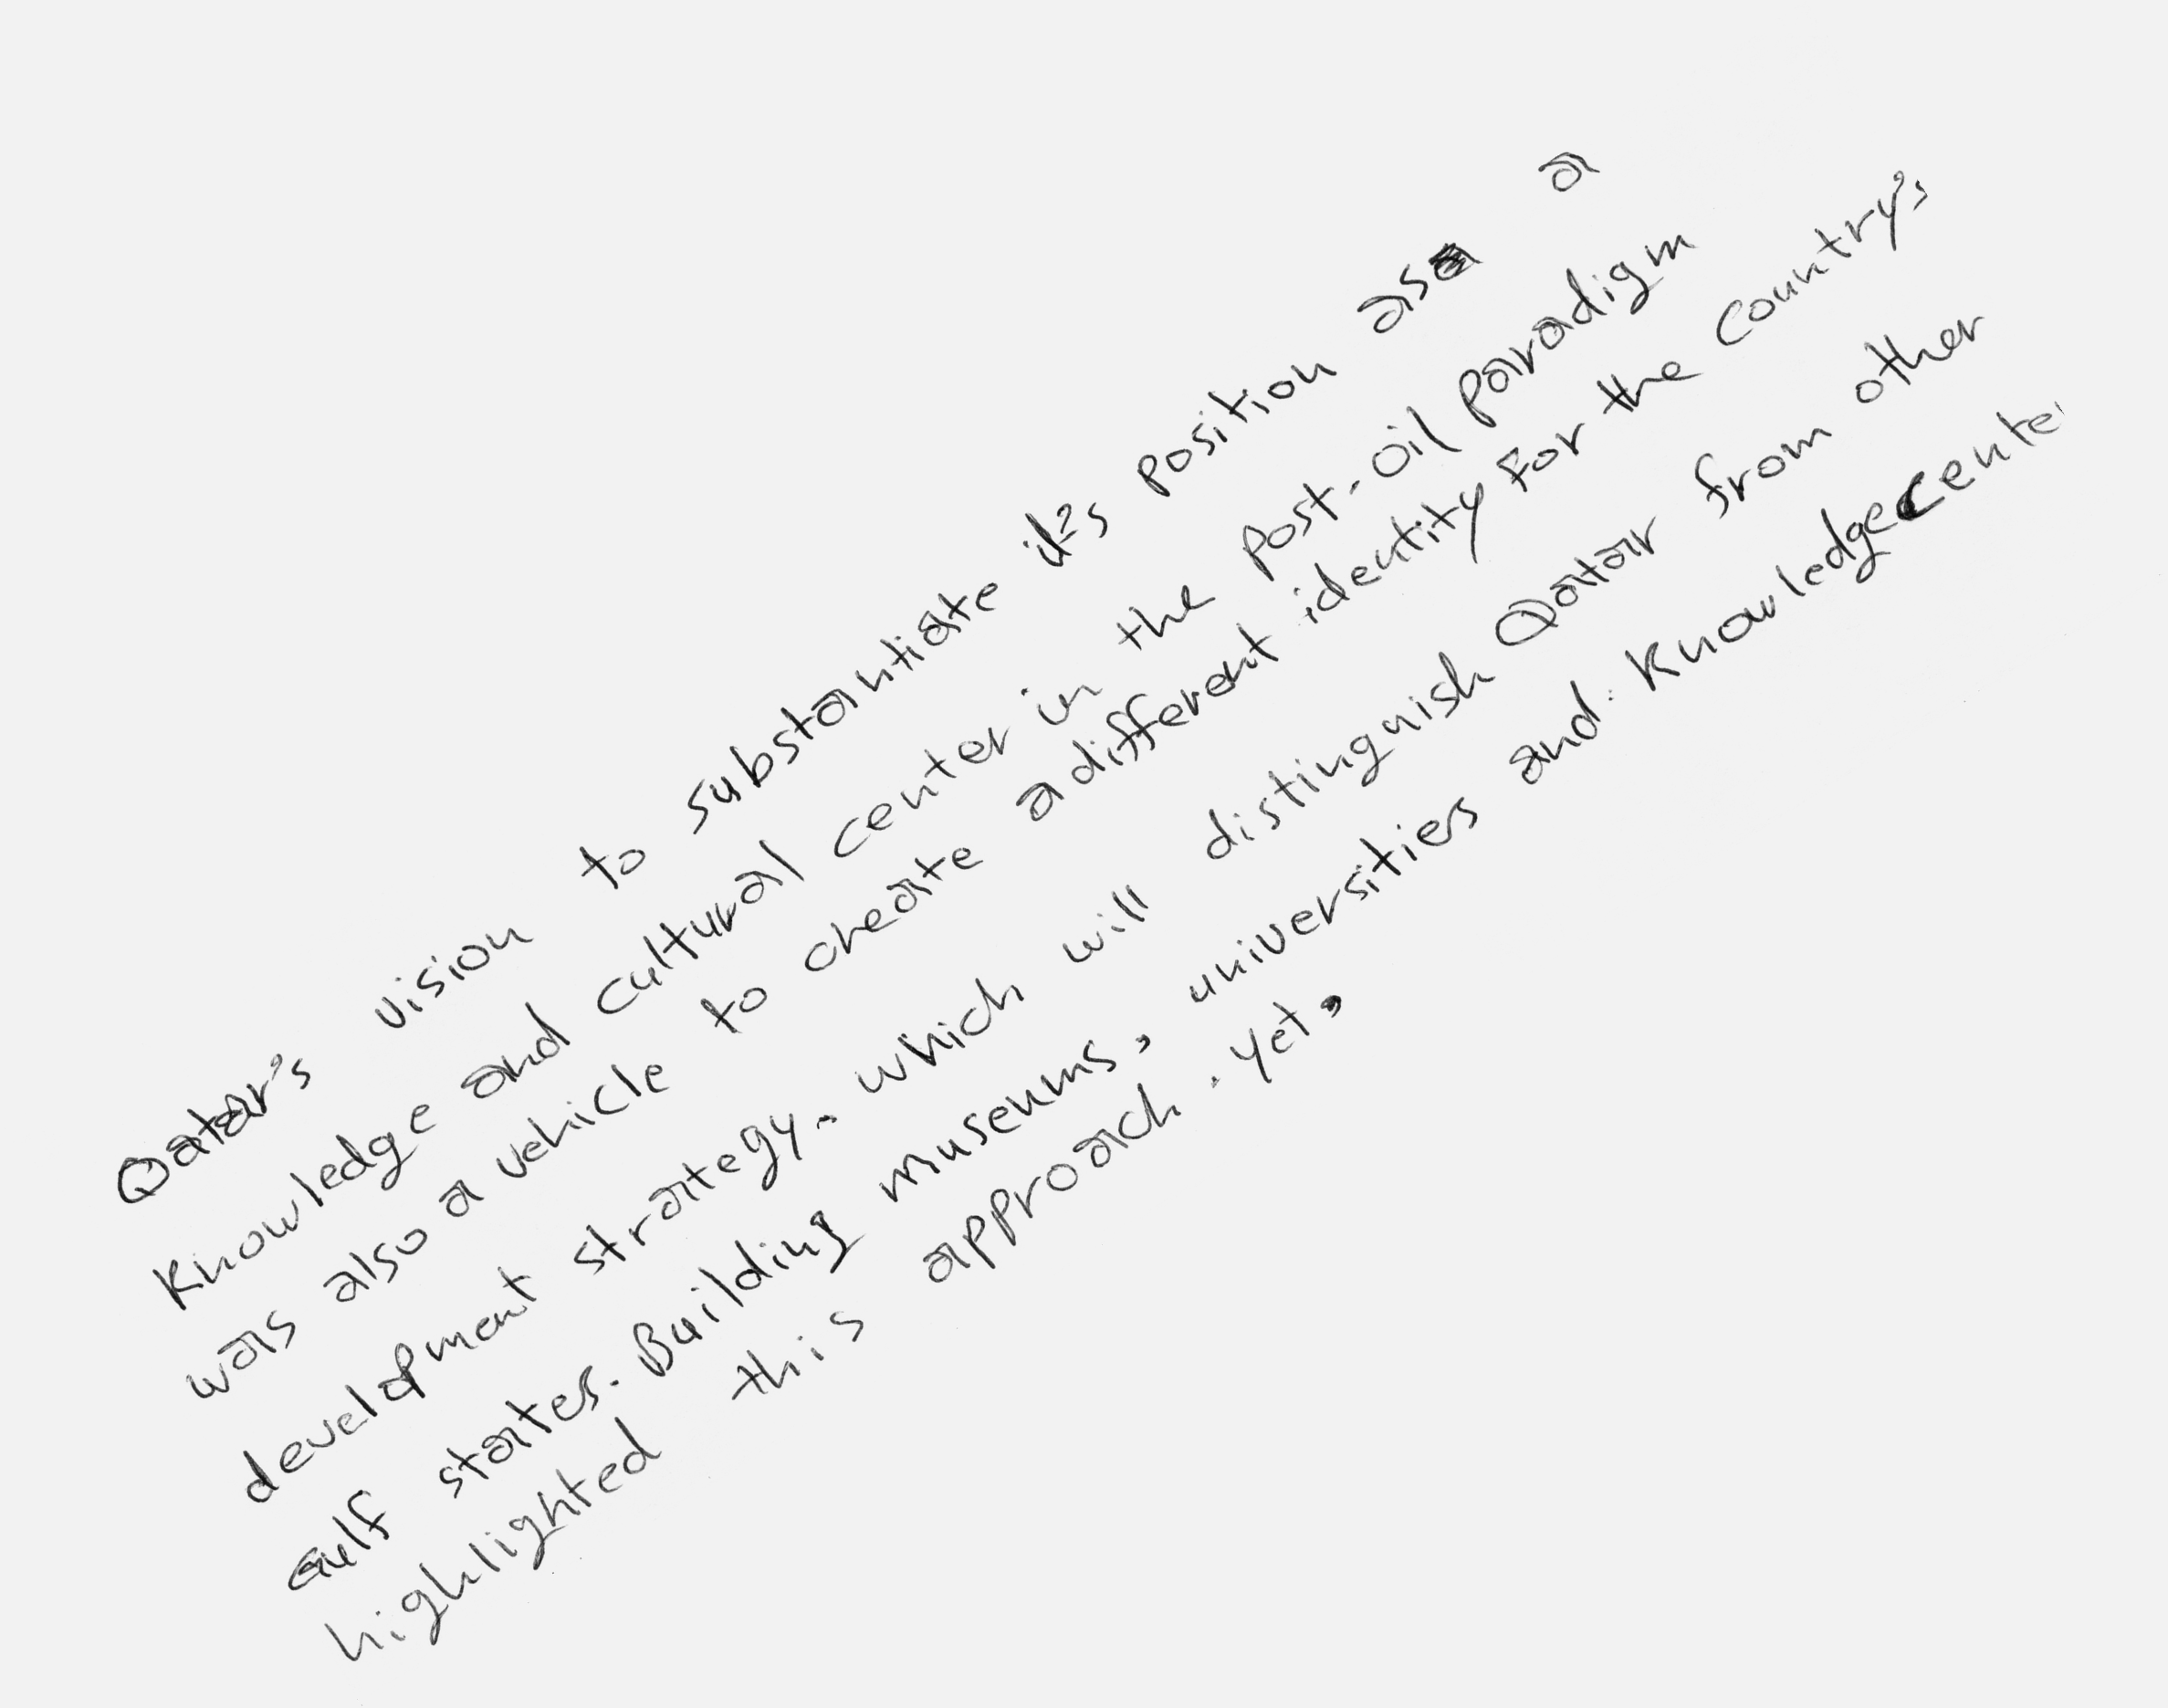 Qatar's vision to substantiate it's position as a
Knowledge and Cultural Center in the post-oil paradigm
was also a vehicle to create a different identity for the Country,
development strategy. which will distinguish Qatar from other
Gulf states. Building museums, universities and Knowledge cente
highlighted this approach. yet,